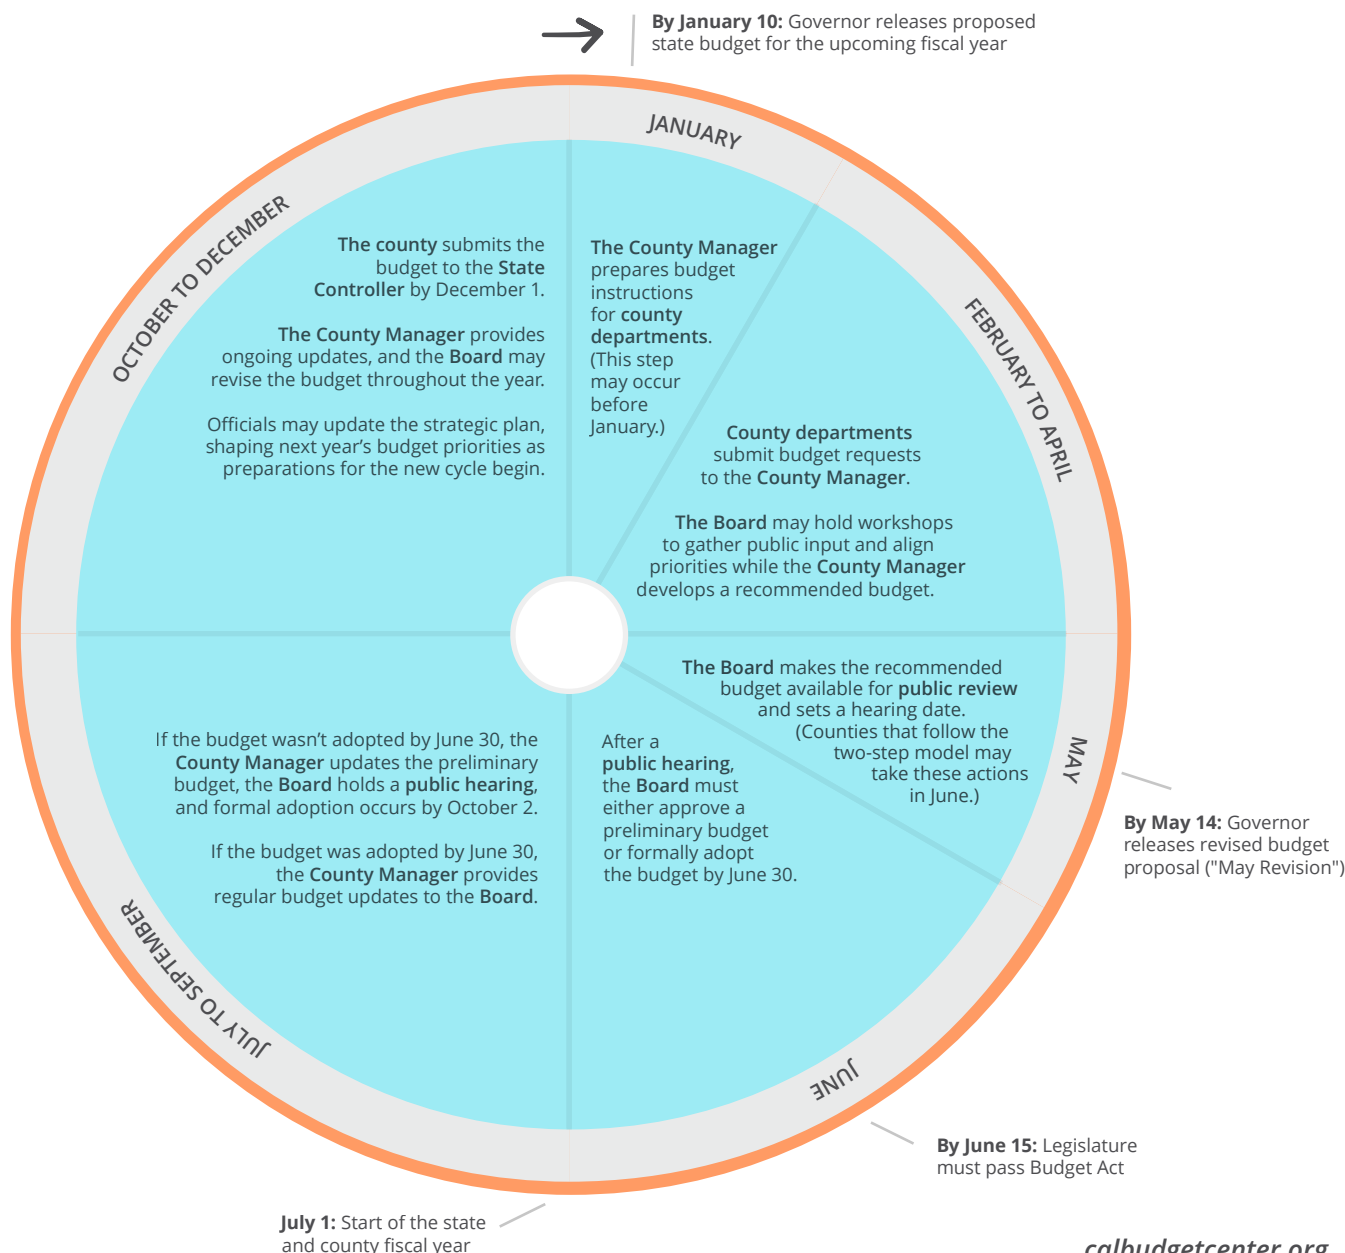 By January 10: Governor releases proposed
state budget for the upcoming fiscal year
JANUARY
The County Manager
prepares budget
instructions
for county
departments.
(This step
may occur
before
January.)
FEBRUARY TO APRIL
County departments
submit budget requests
to the County Manager.
The Board may hold workshops
to gather public input and align
priorities while the County Manager
develops a recommended budget.
MAY
The Board makes the recommended
budget available for public review
and sets a hearing date.
(Counties that follow the
two-step model may
take these actions
in June.)
By May 14: Governor
releases revised budget
proposal ("May Revision")
JUNE
After a
public hearing,
the Board must
either approve a
preliminary budget
or formally adopt
the budget by June 30.
By June 15: Legislature
must pass Budget Act
July 1: Start of the state
and county fiscal year
JULY TO SEPTEMBER
If the budget wasn't adopted by June 30, the
County Manager updates the preliminary
budget, the Board holds a public hearing,
and formal adoption occurs by October 2.
If the budget was adopted by June 30,
the County Manager provides
regular budget updates to the Board.
OCTOBER TO DECEMBER
The county submits the
budget to the State
Controller by December 1.
The County Manager provides
ongoing updates, and the Board may
revise the budget throughout the year.
Officials may update the strategic plan,
shaping next year's budget priorities as
preparations for the new cycle begin.
calbudgetcenter.org